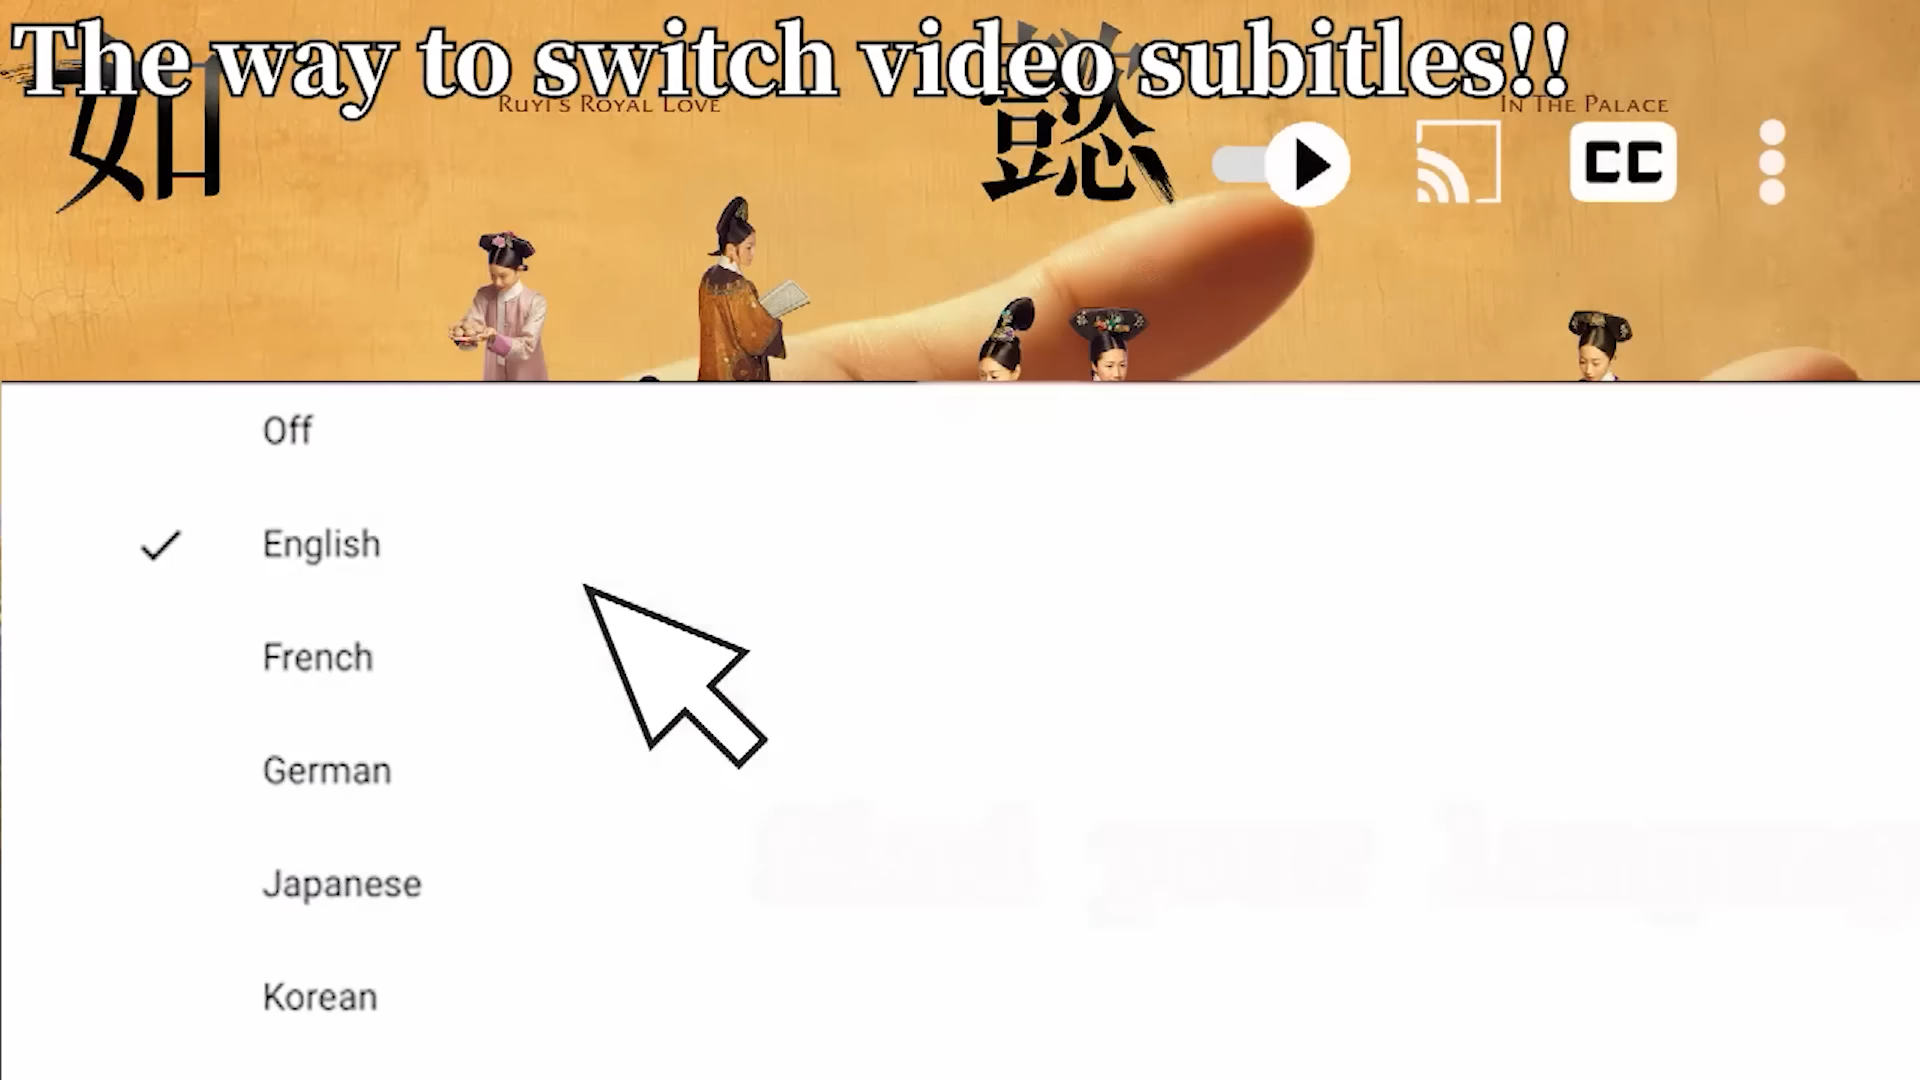 The way to switch video subitles!!
如 懿
Ruyi's Royal Love In The Palace
CC
Off
English
French
German
Japanese
Korean